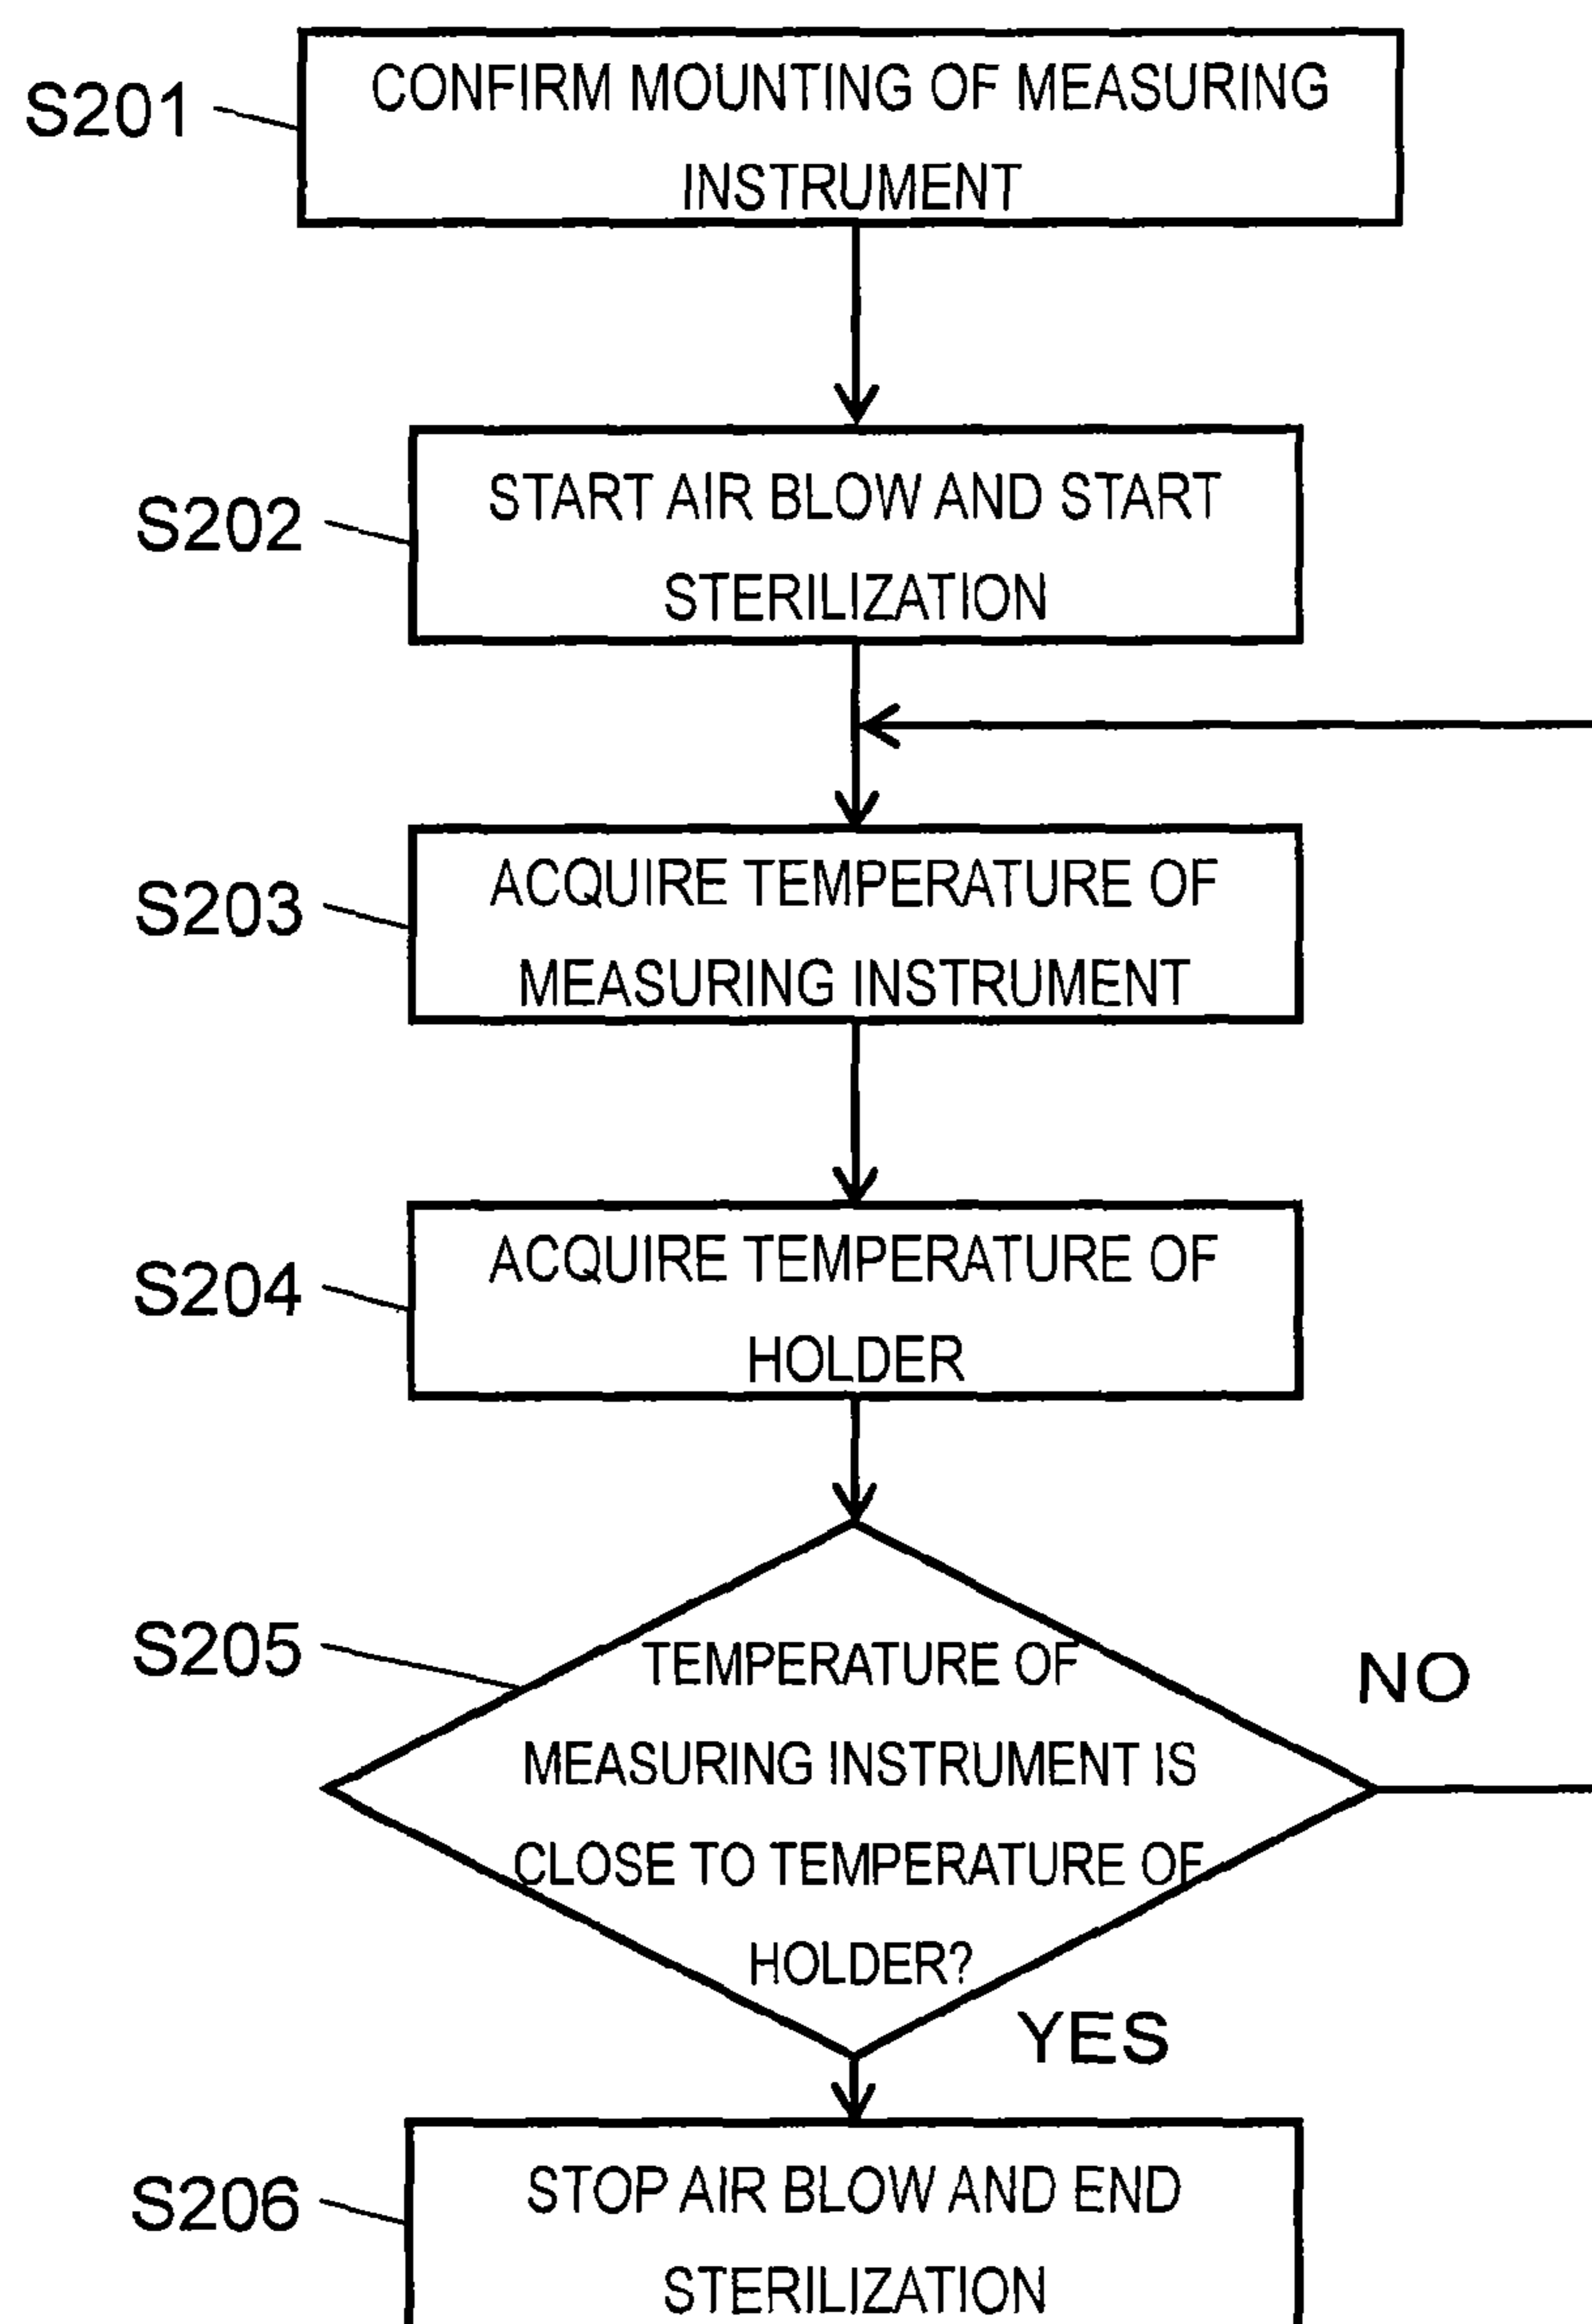 S201
CONFIRM MOUNTING OF MEASURING
INSTRUMENT
S202
START AIR BLOW AND START
STERILIZATION
S203
ACQUIRE TEMPERATURE OF
MEASURING INSTRUMENT
S204
ACQUIRE TEMPERATURE OF
HOLDER
S205
TEMPERATURE OF
MEASURING INSTRUMENT IS
CLOSE TO TEMPERATURE OF
HOLDER?
NO
YES
S206
STOP AIR BLOW AND END
STERILIZATION